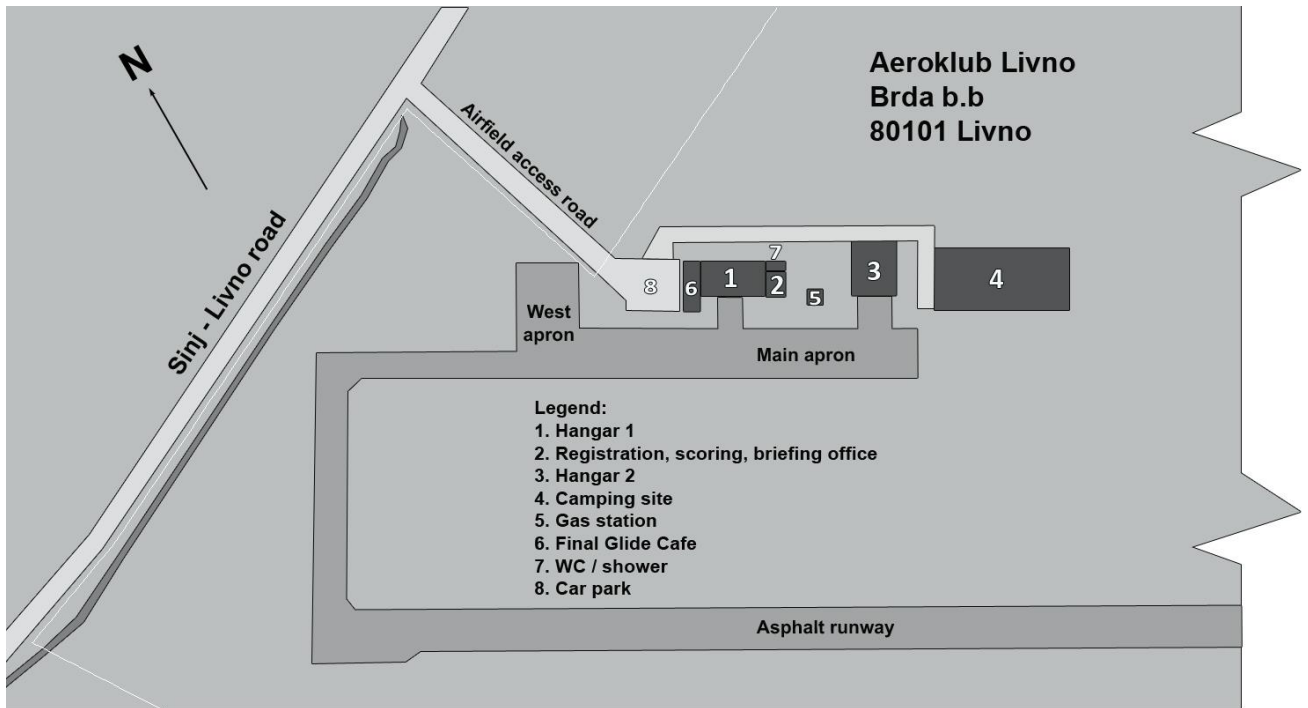 N
Aeroklub Livno
Brda b.b
80101 Livno
Airfield access road
Sinj - Livno road
7
8
6
1
2
5
3
4
West
apron
Main apron
Legend:
1. Hangar 1
2. Registration, scoring, briefing office
3. Hangar 2
4. Camping site
5. Gas station
6. Final Glide Cafe
7. WC / shower
8. Car park
Asphalt runway